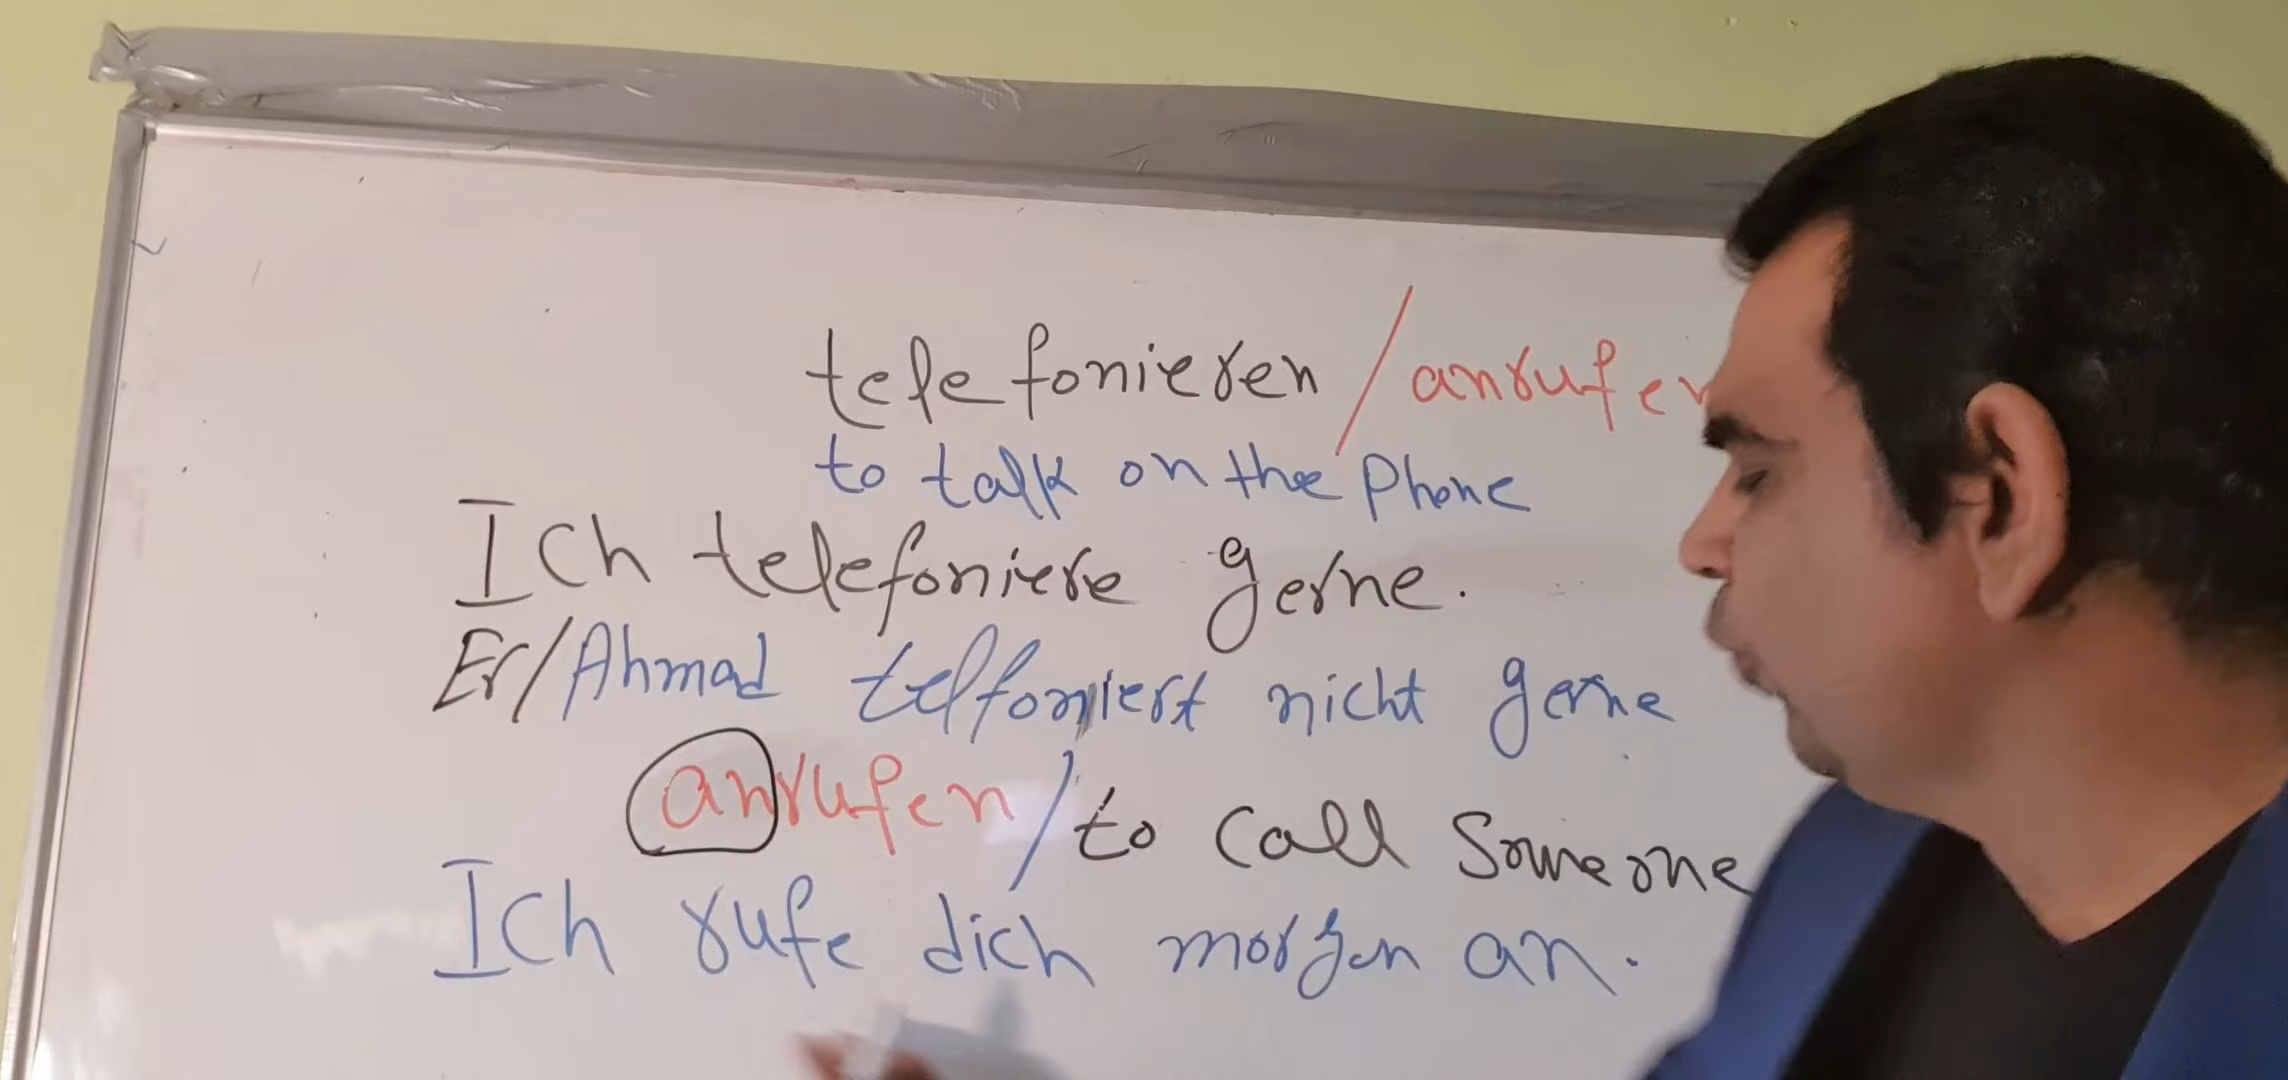 telefonieren / anrufen
to talk on the Phone
Ich telefoniere gerne.
Er/Ahmad telfoniert nicht gerne
anrufen / to call Someone
Ich rufe dich morgen an.